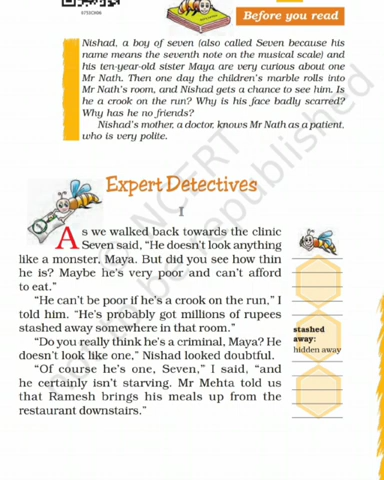 0753CH06
Before you read
Nishad, a boy of seven (also called Seven because his
name means the seventh note on the musical scale) and
his ten-year-old sister Maya are very curious about one
Mr Nath. Then one day the children's marble rolls into
Mr Nath's room, and Nishad gets a chance to see him. Is
he a crook on the run? Why is his face badly scarred?
Why has he no friends?
Nishad's mother, a doctor, knows Mr Nath as a patient,
who is very polite.
Expert Detectives
I
As we walked back towards the clinic
Seven said, “He doesn't look anything
like a monster, Maya. But did you see how thin
he is? Maybe he's very poor and can't afford
to eat.”
“He can't be poor if he's a crook on the run,” I
told him. “He's probably got millions of rupees
stashed away somewhere in that room.”
“Do you really think he's a criminal, Maya? He
doesn't look like one,” Nishad looked doubtful.
“Of course he's one, Seven,” I said, “and
he certainly isn't starving. Mr Mehta told us
that Ramesh brings his meals up from the
restaurant downstairs.”
stashed
away:
hidden away
© NCERT
not to be republished